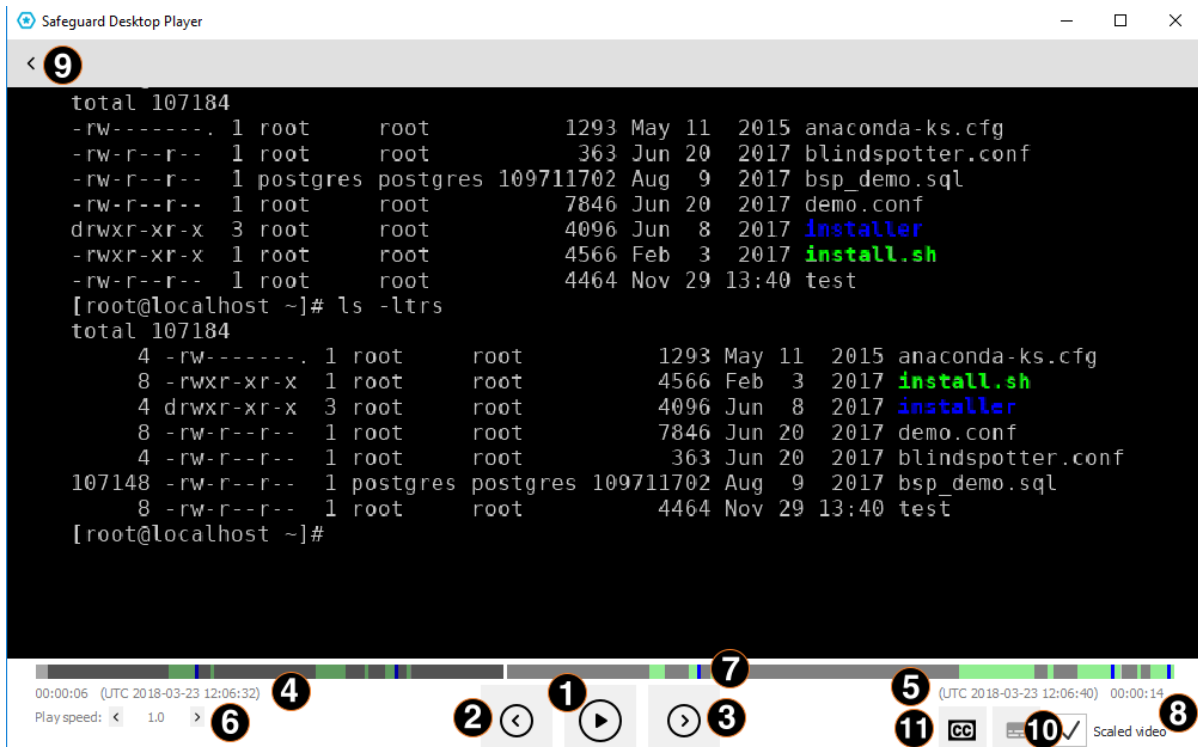 Safeguard Desktop Player
9
total 107184
-rw-------. 1 root root 1293 May 11 2015 anaconda-ks.cfg
-rw-r--r-- 1 root root 363 Jun 20 2017 blindspotter.conf
-rw-r--r-- 1 postgres postgres 109711702 Aug 9 2017 bsp_demo.sql
-rw-r--r-- 1 root root 7846 Jun 20 2017 demo.conf
drwxr-xr-x 3 root root 4096 Jun 8 2017 installer
-rwxr-xr-x 1 root root 4566 Feb 3 2017 install.sh
-rw-r--r-- 1 root root 4464 Nov 29 13:40 test
[root@localhost ~]# ls -ltrs
total 107184
4 -rw-------. 1 root root 1293 May 11 2015 anaconda-ks.cfg
8 -rwxr-xr-x 1 root root 4566 Feb 3 2017 install.sh
4 drwxr-xr-x 3 root root 4096 Jun 8 2017 installer
8 -rw-r--r-- 1 root root 7846 Jun 20 2017 demo.conf
4 -rw-r--r-- 1 root root 363 Jun 20 2017 blindspotter.conf
107148 -rw-r--r-- 1 postgres postgres 109711702 Aug 9 2017 bsp_demo.sql
8 -rw-r--r-- 1 root root 4464 Nov 29 13:40 test
[root@localhost ~]#
7
00:00:06 (UTC 2018-03-23 12:06:32) 4 1 5 (UTC 2018-03-23 12:06:40) 00:00:14
Play speed: 1.0 6 2 3 11 CC 10 Scaled video 8